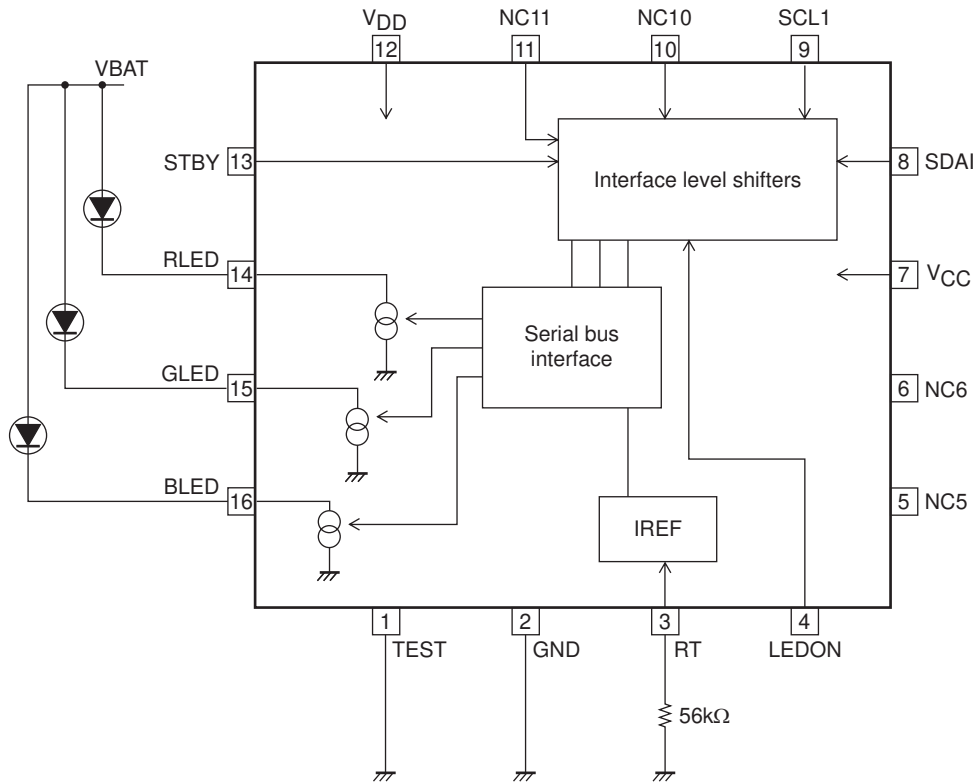 VDD
NC11
NC10
SCL1
12
11
10
9
VBAT
STBY
13
Interface level shifters
8
SDAI
RLED
14
7
VCC
Serial bus
interface
GLED
15
6
NC6
BLED
16
IREF
5
NC5
1
2
3
4
TEST
GND
RT
LEDON
56kΩ